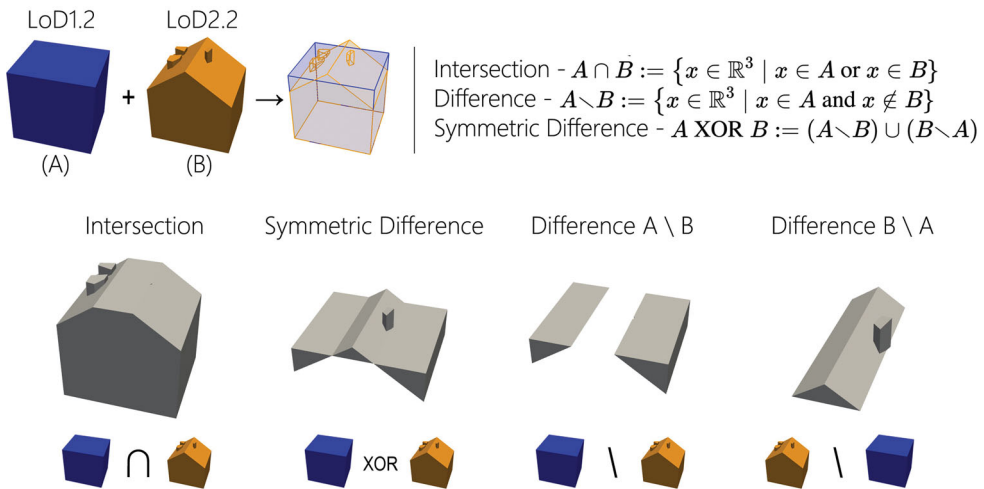 LoD1.2 LoD2.2
+ →
(A) (B)
Intersection - A ∩ B := {x ∈ ℝ³ | x ∈ A or x ∈ B}
Difference - A∖B := {x ∈ ℝ³ | x ∈ A and x ∉ B}
Symmetric Difference - A XOR B := (A∖B) ∪ (B∖A)
Intersection Symmetric Difference Difference A \ B Difference B \ A
∩ XOR \ \